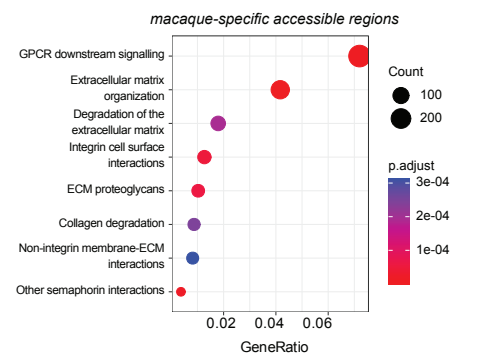 macaque-specific accessible regions
GPCR downstream signalling
Extracellular matrix
organization
Degradation of the
extracellular matrix
Integrin cell surface
interactions
ECM proteoglycans
Collagen degradation
Non-integrin membrane-ECM
interactions
Other semaphorin interactions
0.02 0.04 0.06
GeneRatio
Count
100
200
p.adjust
3e-04
2e-04
1e-04